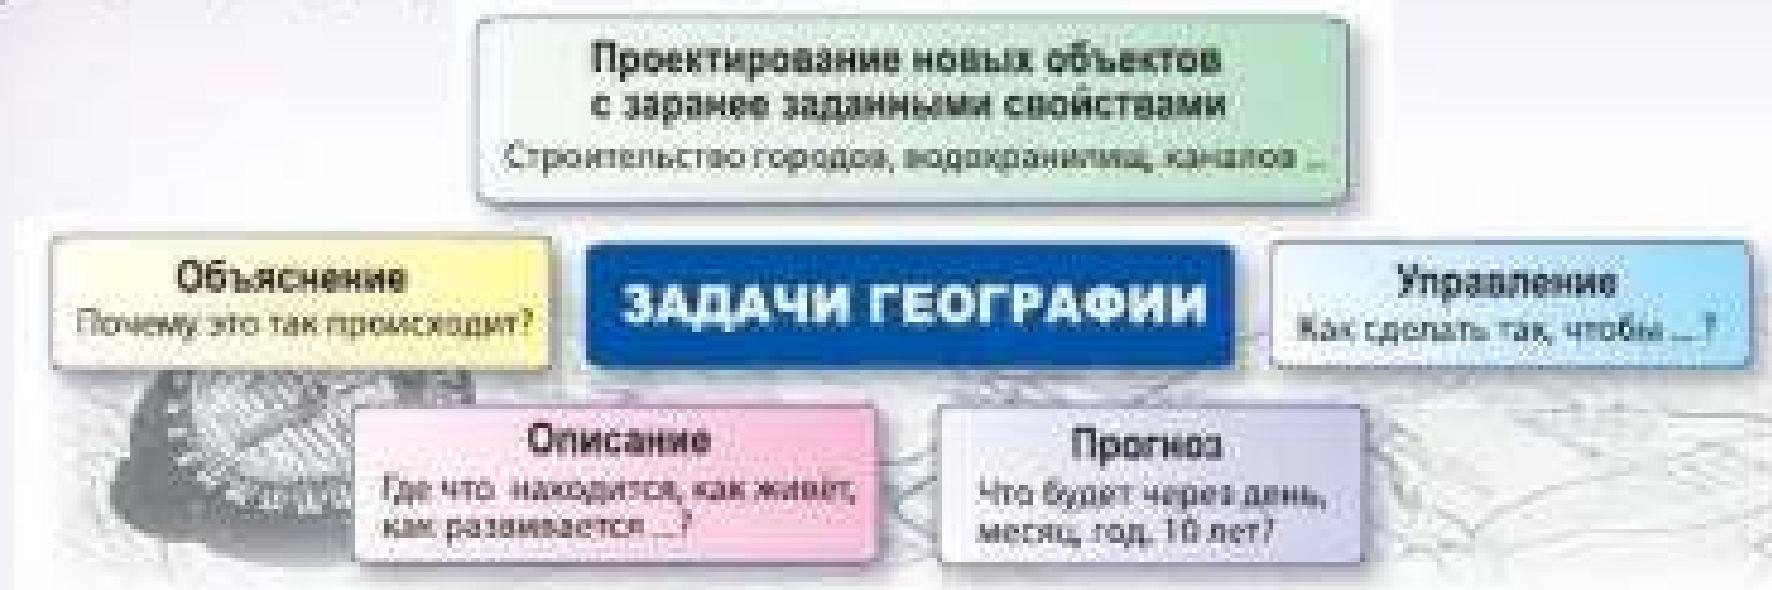 Проектирование новых объектов
с заранее заданными свойствами
Строительство городов, водохранилищ, каналов ...
Объяснение
Почему это так происходит?
ЗАДАЧИ ГЕОГРАФИИ
Управление
Как сделать так, чтобы ... ?
Описание
Где что находится, как живёт,
как развивается ...?
Прогноз
Что будет через день,
месяц, год, 10 лет?